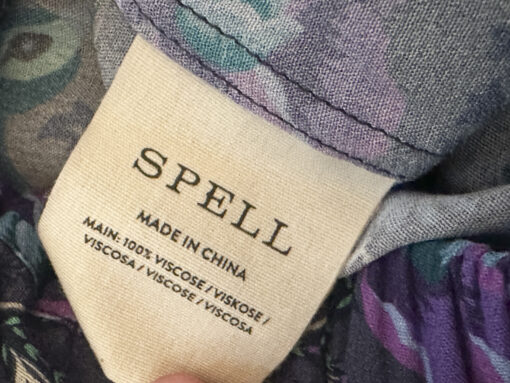 SPELL
MADE IN CHINA
MAIN: 100% VISCOSE / VISKOSE /
VISCOSA / VISCOSE / VISCOSA